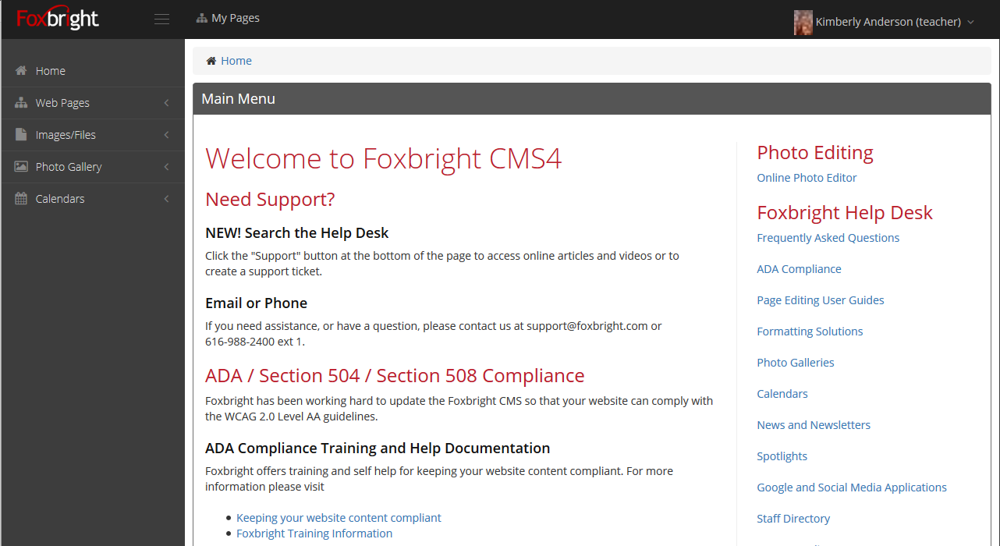 Foxbright
My Pages
Kimberly Anderson (teacher)
Home
Web Pages
Images/Files
Photo Gallery
Calendars
Home
Main Menu
Welcome to Foxbright CMS4
Need Support?
NEW! Search the Help Desk
Click the "Support" button at the bottom of the page to access online articles and videos or to
create a support ticket.
Email or Phone
If you need assistance, or have a question, please contact us at support@foxbright.com or
616-988-2400 ext 1.
ADA / Section 504 / Section 508 Compliance
Foxbright has been working hard to update the Foxbright CMS so that your website can comply with
the WCAG 2.0 Level AA guidelines.
ADA Compliance Training and Help Documentation
Foxbright offers training and self help for keeping your website content compliant. For more
information please visit
Keeping your website content compliant
Foxbright Training Information
Photo Editing
Online Photo Editor
Foxbright Help Desk
Frequently Asked Questions
ADA Compliance
Page Editing User Guides
Formatting Solutions
Photo Galleries
Calendars
News and Newsletters
Spotlights
Google and Social Media Applications
Staff Directory